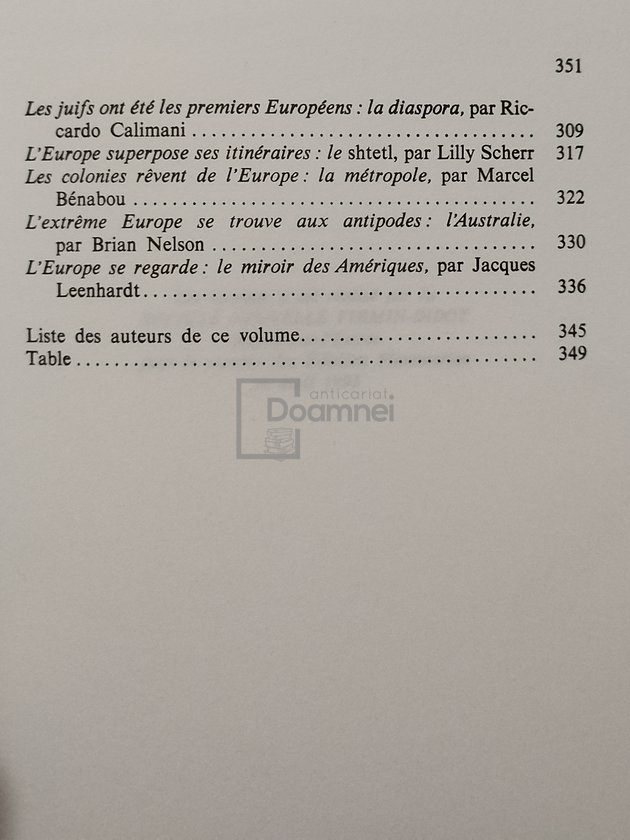 351
Les juifs ont été les premiers Européens : la diaspora, par Ric-
cardo Calimani ................................... 309
L'Europe superpose ses itinéraires : le shtetl, par Lilly Scherr 317
Les colonies rêvent de l'Europe : la métropole, par Marcel
Bénabou ......................................... 322
L'extrême Europe se trouve aux antipodes : l'Australie,
par Brian Nelson ................................. 330
L'Europe se regarde : le miroir des Amériques, par Jacques
Leenhardt........................................ 336
Liste des auteurs de ce volume........................ 345
Table ............................................... 349
anticariat
Doamnei